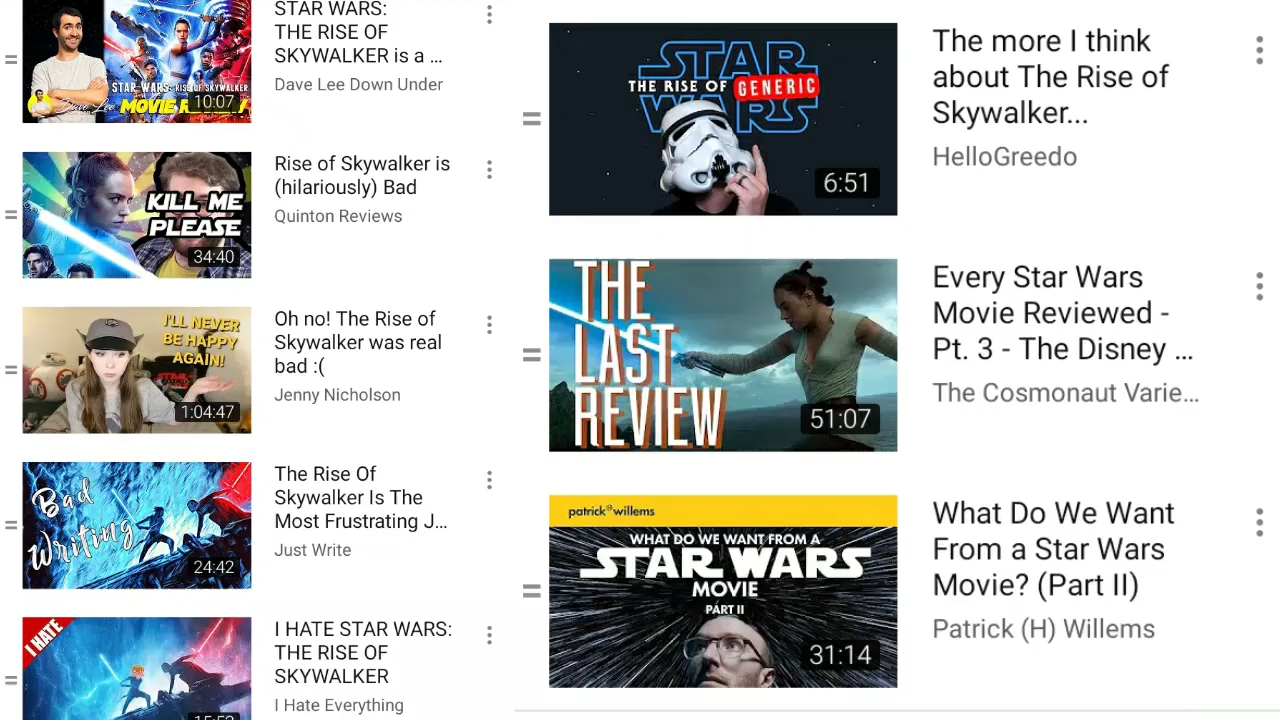 STAR WARS:
THE RISE OF
SKYWALKER is a ...
Dave Lee Down Under
STAR WARS: RISE OF SKYWALKER
Dave Lee
MOVIE
10:07
Rise of Skywalker is
(hilariously) Bad
Quinton Reviews
KILL ME
PLEASE
34:40
Oh no! The Rise of
Skywalker was real
bad :(
Jenny Nicholson
I'LL NEVER
BE HAPPY
AGAIN!
1:04:47
The Rise Of
Skywalker Is The
Most Frustrating J...
Just Write
Bad
Writing
24:42
I HATE STAR WARS:
THE RISE OF
SKYWALKER
I Hate Everything
I HATE
The more I think
about The Rise of
Skywalker...
HelloGreedo
STAR
THE RISE OF GENERIC
WARS
6:51
Every Star Wars
Movie Reviewed -
Pt. 3 - The Disney ...
The Cosmonaut Varie...
THE
LAST
REVIEW
51:07
What Do We Want
From a Star Wars
Movie? (Part II)
Patrick (H) Willems
patrick(H)willems
WHAT DO WE WANT FROM A
STAR WARS
MOVIE
PART II
31:14